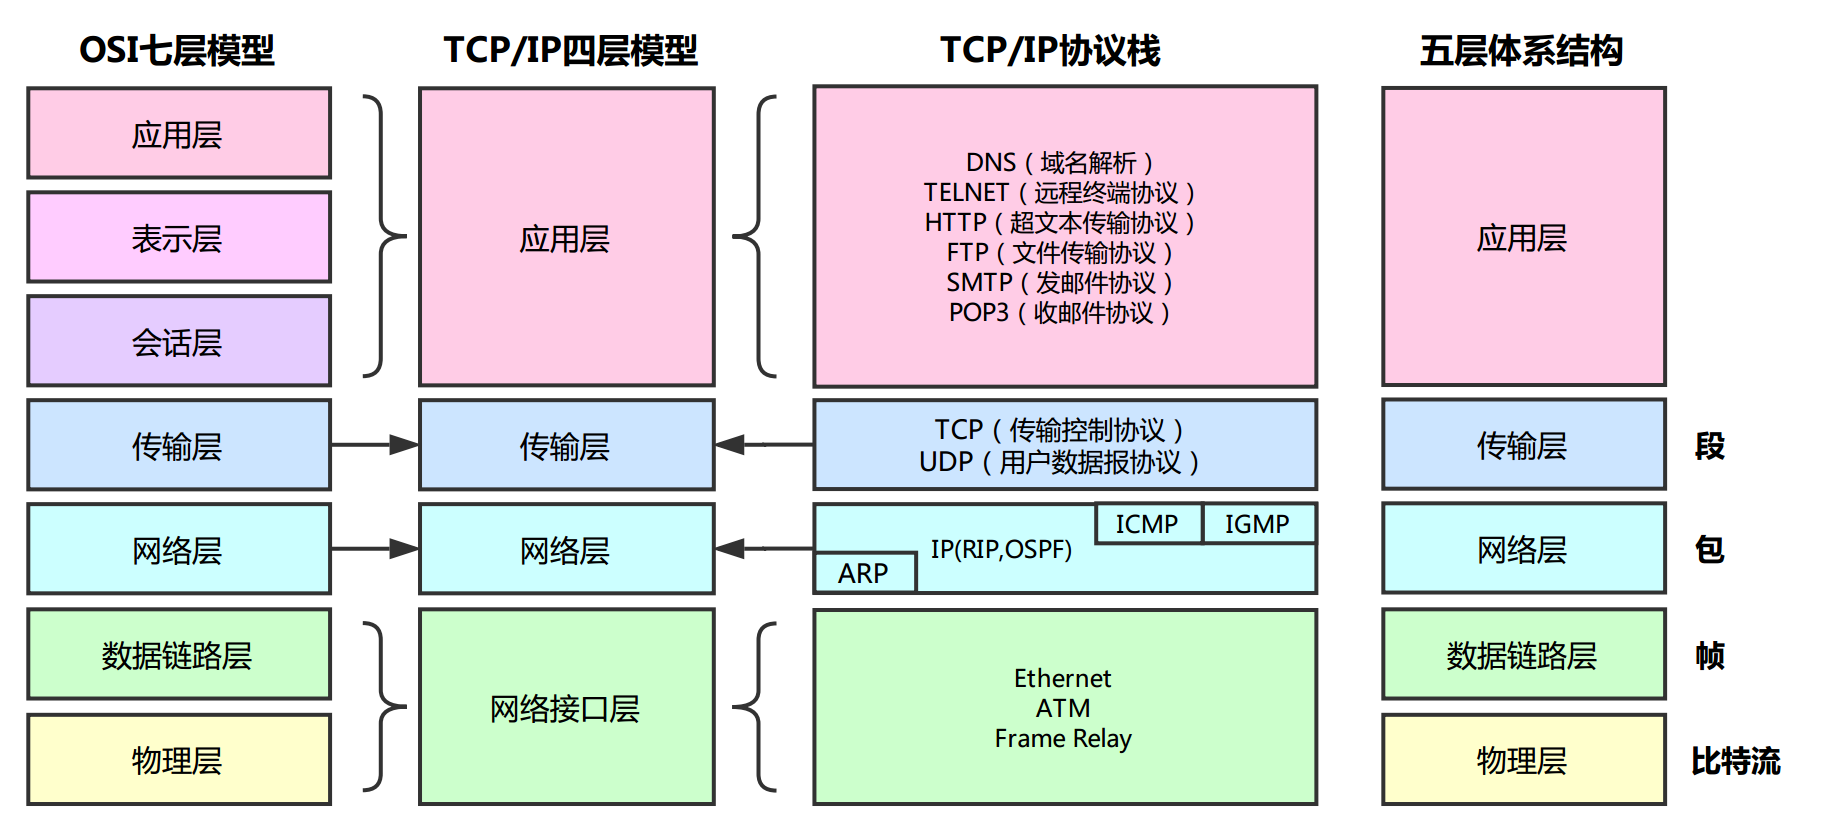 OSI七层模型
应用层
表示层
会话层
传输层
网络层
数据链路层
物理层
TCP/IP四层模型
应用层
传输层
网络层
网络接口层
TCP/IP协议栈
DNS（域名解析）
TELNET（远程终端协议）
HTTP（超文本传输协议）
FTP（文件传输协议）
SMTP（发邮件协议）
POP3（收邮件协议）
TCP（传输控制协议）
UDP（用户数据报协议）
ICMP
IGMP
IP(RIP,OSPF)
ARP
Ethernet
ATM
Frame Relay
五层体系结构
应用层
传输层
段
网络层
包
数据链路层
帧
物理层
比特流